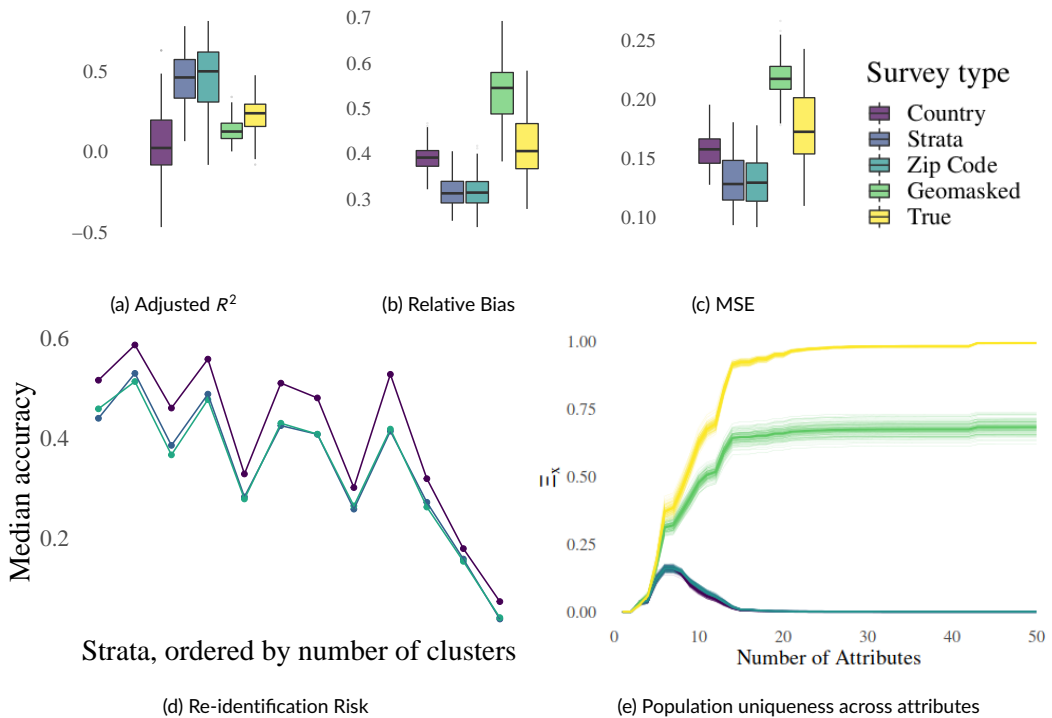 0.5
0.0
−0.5
(a) Adjusted R²
0.7
0.6
0.5
0.4
0.3
(b) Relative Bias
0.25
0.20
0.15
0.10
(c) MSE
Survey type
Country
Strata
Zip Code
Geomasked
True
0.6
0.4
0.2
Median accuracy
Strata, ordered by number of clusters
(d) Re-identification Risk
1.00
0.75
0.50
0.25
0.00
Ξx
0 10 20 30 40 50
Number of Attributes
(e) Population uniqueness across attributes